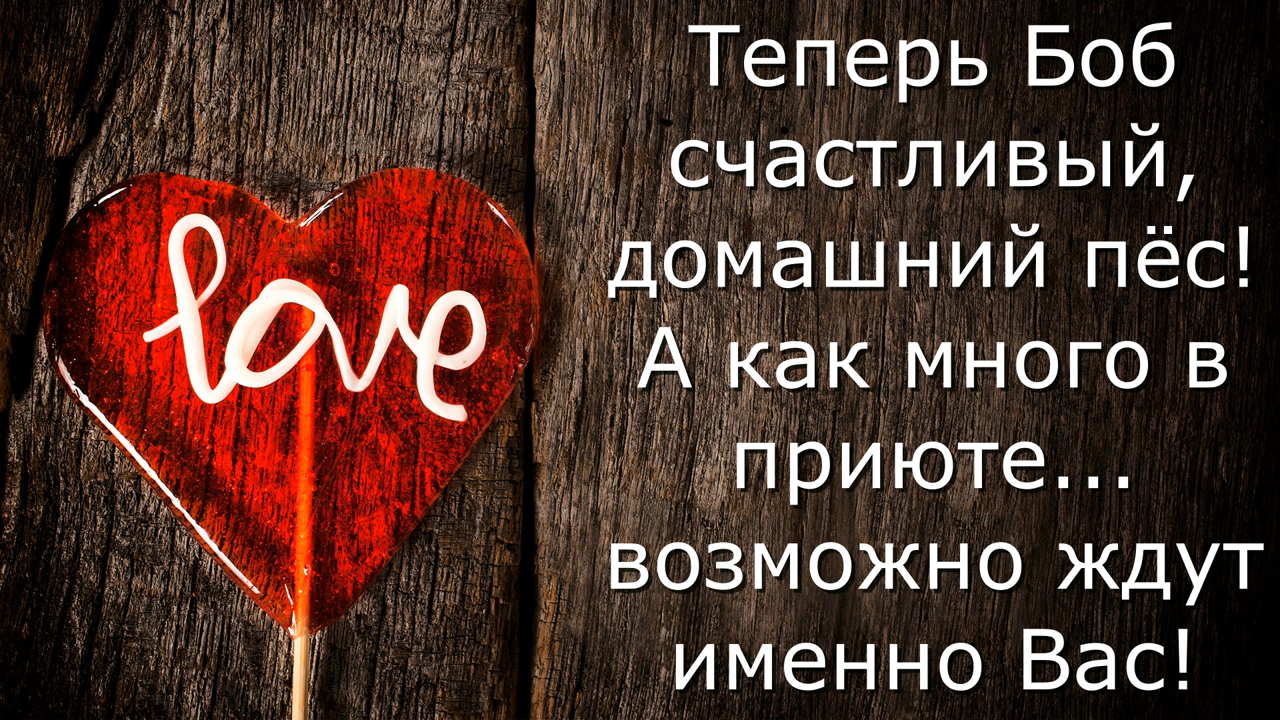 love
Теперь Боб
счастливый,
домашний пёс!
А как много в
приюте...
возможно ждут
именно Вас!